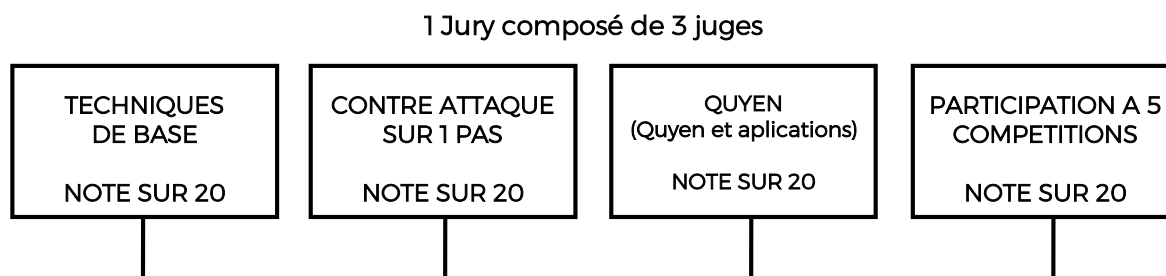 1 Jury composé de 3 juges
TECHNIQUES
DE BASE
NOTE SUR 20
CONTRE ATTAQUE
SUR 1 PAS
NOTE SUR 20
QUYEN
(Quyen et aplications)
NOTE SUR 20
PARTICIPATION A 5
COMPETITIONS
NOTE SUR 20